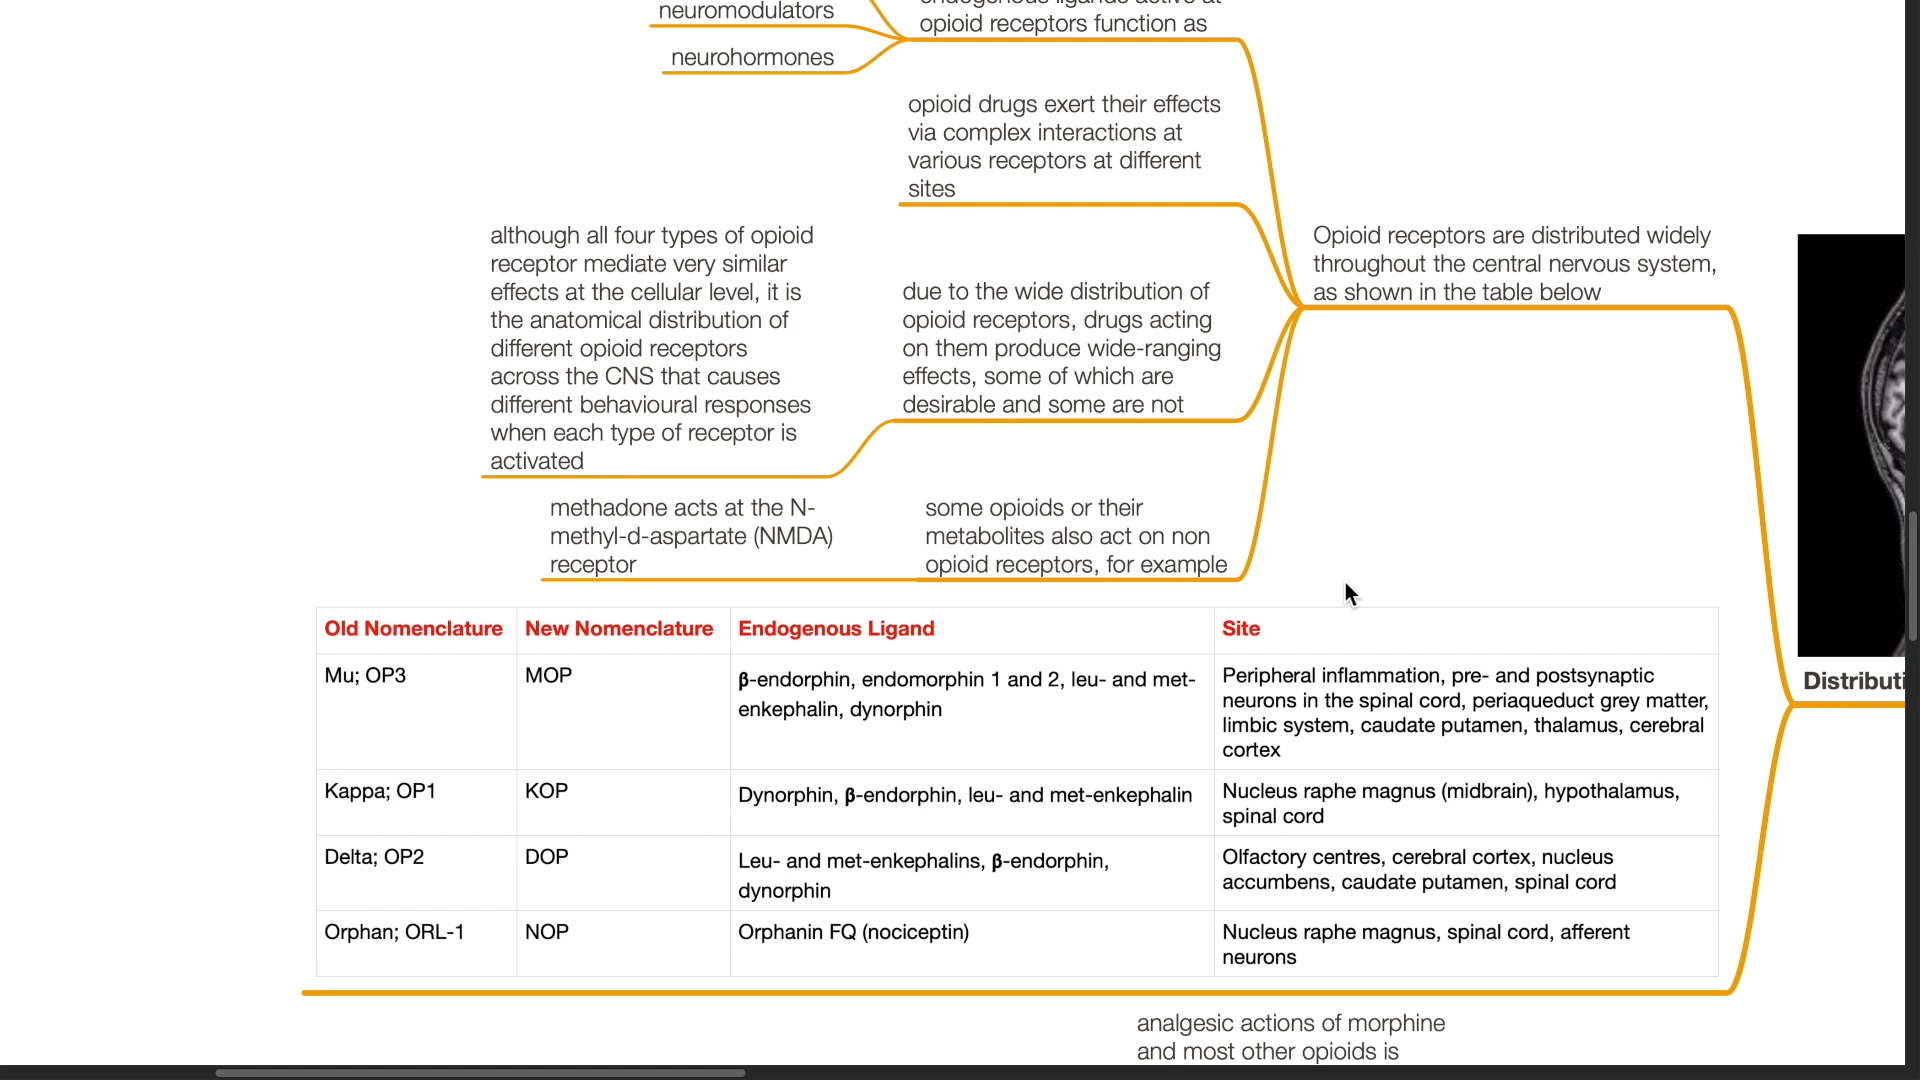 neuromodulators
opioid receptors function as
neurohormones
opioid drugs exert their effects
via complex interactions at
various receptors at different
sites
although all four types of opioid
receptor mediate very similar
effects at the cellular level, it is
the anatomical distribution of
different opioid receptors
across the CNS that causes
different behavioural responses
when each type of receptor is
activated
due to the wide distribution of
opioid receptors, drugs acting
on them produce wide-ranging
effects, some of which are
desirable and some are not
Opioid receptors are distributed widely
throughout the central nervous system,
as shown in the table below
methadone acts at the N-
methyl-d-aspartate (NMDA)
receptor
some opioids or their
metabolites also act on non
opioid receptors, for example
Distributi
Old Nomenclature New Nomenclature Endogenous Ligand Site
Mu; OP3
MOP
β-endorphin, endomorphin 1 and 2, leu- and met-
enkephalin, dynorphin
Peripheral inflammation, pre- and postsynaptic
neurons in the spinal cord, periaqueduct grey matter,
limbic system, caudate putamen, thalamus, cerebral
cortex
Kappa; OP1
KOP
Dynorphin, β-endorphin, leu- and met-enkephalin
Nucleus raphe magnus (midbrain), hypothalamus,
spinal cord
Delta; OP2
DOP
Leu- and met-enkephalins, β-endorphin,
dynorphin
Olfactory centres, cerebral cortex, nucleus
accumbens, caudate putamen, spinal cord
Orphan; ORL-1
NOP
Orphanin FQ (nociceptin)
Nucleus raphe magnus, spinal cord, afferent
neurons
analgesic actions of morphine
and most other opioids is